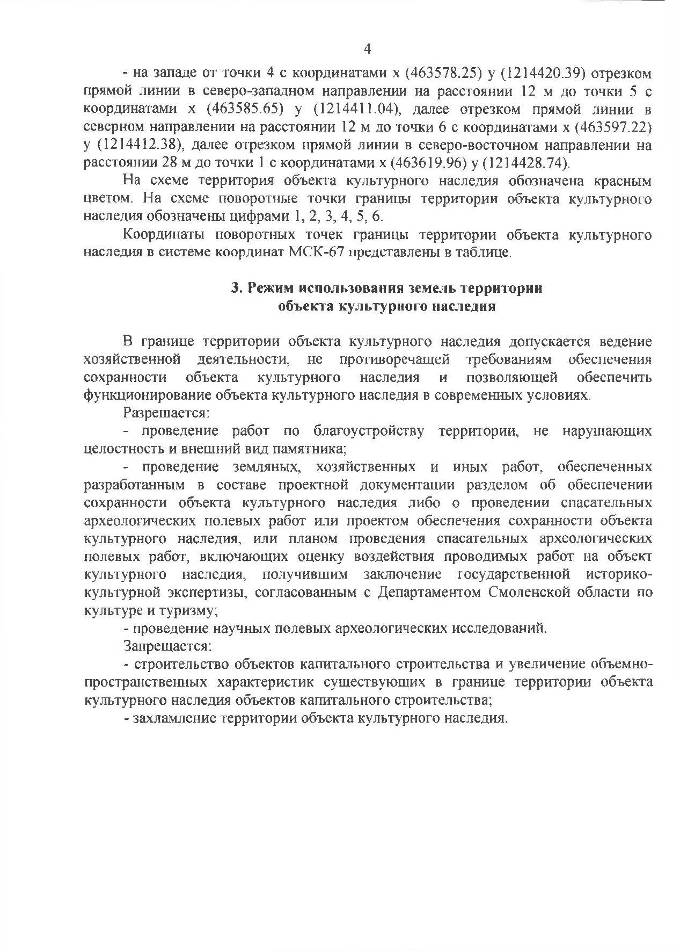 4
- на западе от точки 4 с координатами x (463578.25) y (1214420.39) отрезком
прямой линии в северо-западном направлении на расстоянии 12 м до точки 5 с
координатами x (463585.65) y (1214411.04), далее отрезком прямой линии в
северном направлении на расстоянии 12 м до точки 6 с координатами x (463597.22)
y (1214412.38), далее отрезком прямой линии в северо-восточном направлении на
расстоянии 28 м до точки 1 с координатами x (463619.96) y (1214428.74).
На схеме территория объекта культурного наследия обозначена красным
цветом. На схеме поворотные точки границы территории объекта культурного
наследия обозначены цифрами 1, 2, 3, 4, 5, 6.
Координаты поворотных точек границы территории объекта культурного
наследия в системе координат МСК-67 представлены в таблице.
3. Режим использования земель территории
объекта культурного наследия
В границе территории объекта культурного наследия допускается ведение
хозяйственной деятельности, не противоречащей требованиям обеспечения
сохранности объекта культурного наследия и позволяющей обеспечить
функционирование объекта культурного наследия в современных условиях.
Разрешается:
- проведение работ по благоустройству территории, не нарушающих
целостность и внешний вид памятника;
- проведение земляных, хозяйственных и иных работ, обеспеченных
разработанным в составе проектной документации разделом об обеспечении
сохранности объекта культурного наследия либо о проведении спасательных
археологических полевых работ или проектом обеспечения сохранности объекта
культурного наследия, или планом проведения спасательных археологических
полевых работ, включающих оценку воздействия проводимых работ на объект
культурного наследия, получившим заключение государственной историко-
культурной экспертизы, согласованным с Департаментом Смоленской области по
культуре и туризму;
- проведение научных полевых археологических исследований.
Запрещается:
- строительство объектов капитального строительства и увеличение объемно-
пространственных характеристик существующих в границе территории объекта
культурного наследия объектов капитального строительства;
- захламление территории объекта культурного наследия.